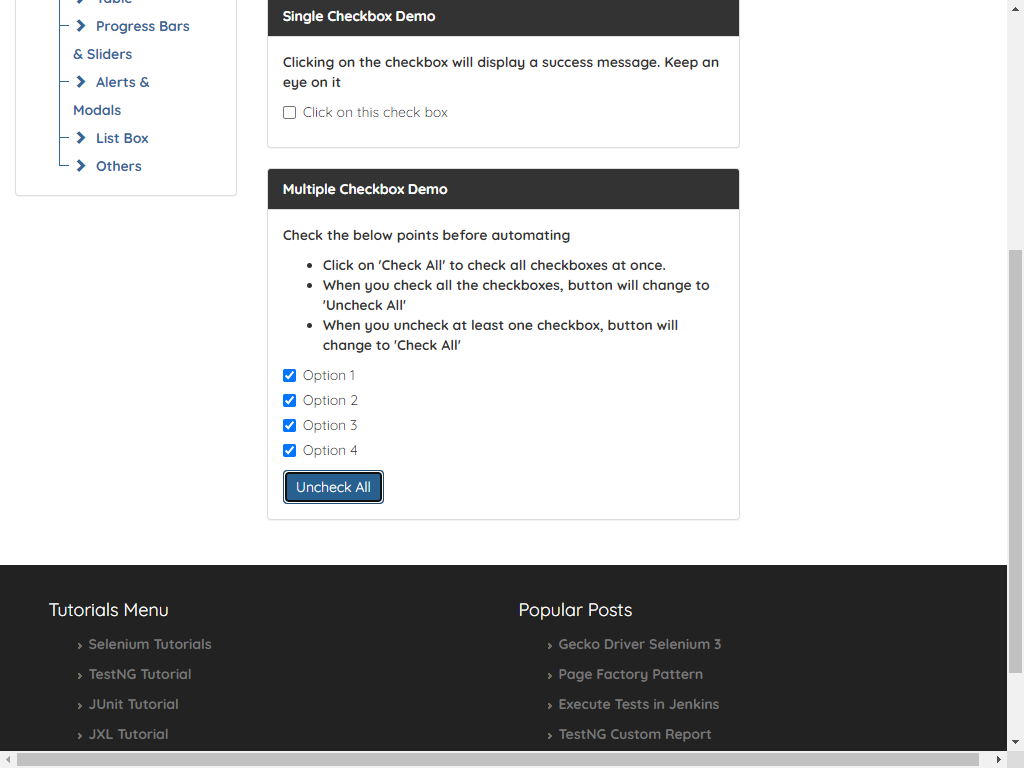 Table
Progress Bars
& Sliders
Alerts &
Modals
List Box
Others
Single Checkbox Demo
Clicking on the checkbox will display a success message. Keep an
eye on it
Click on this check box
Multiple Checkbox Demo
Check the below points before automating
Click on 'Check All' to check all checkboxes at once.
When you check all the checkboxes, button will change to
'Uncheck All'
When you uncheck at least one checkbox, button will
change to 'Check All'
Option 1
Option 2
Option 3
Option 4
Uncheck All
Tutorials Menu
Selenium Tutorials
TestNG Tutorial
JUnit Tutorial
JXL Tutorial
Popular Posts
Gecko Driver Selenium 3
Page Factory Pattern
Execute Tests in Jenkins
TestNG Custom Report